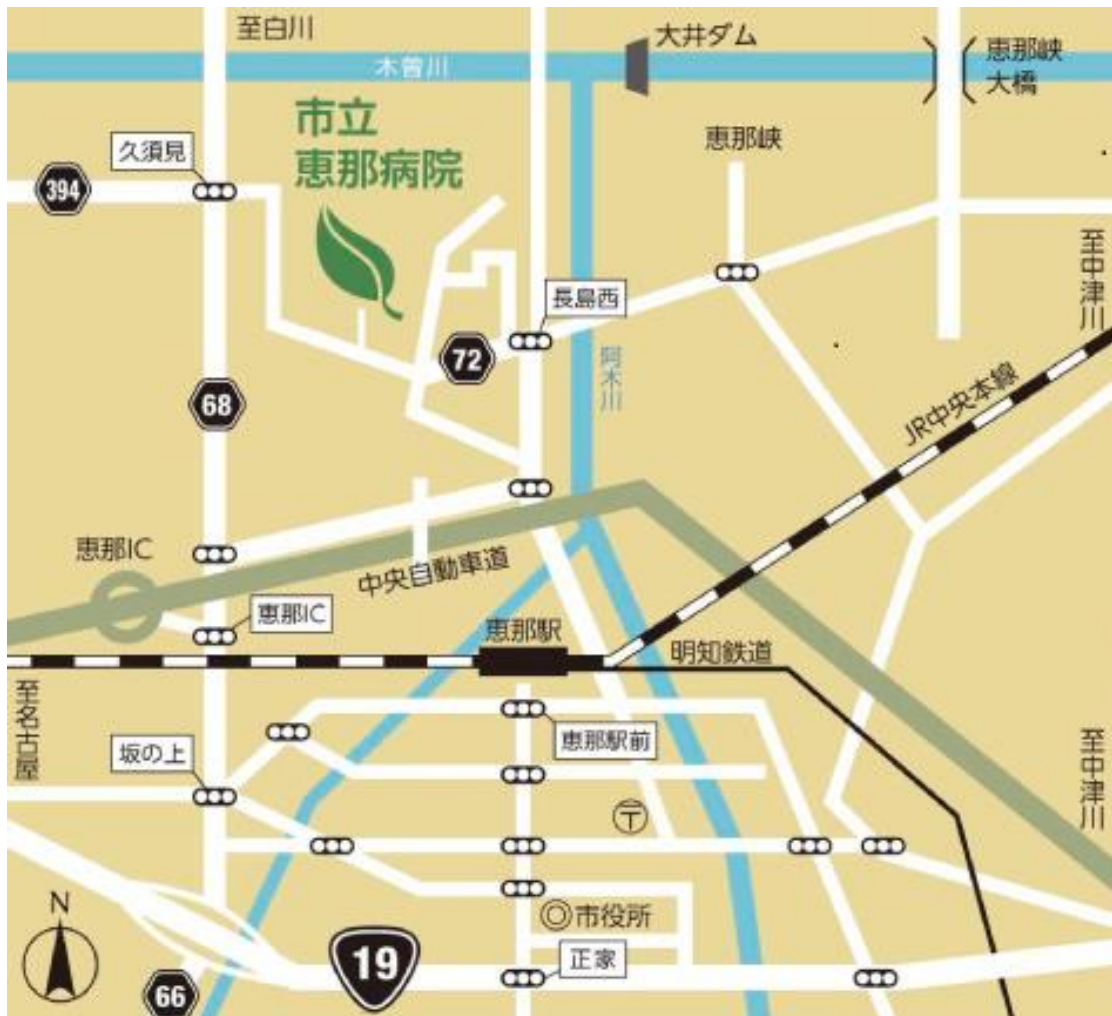 至白川
木曽川
大井ダム
恵那峡
大橋
市立
恵那病院
久須見
恵那峡
394
至中津川
長島西
72
阿木川
68
JR中央本線
恵那IC
中央自動車道
恵那IC
恵那駅
明知鉄道
至名古屋
坂の上
恵那駅前
至中津川
〒
N
◎市役所
19
正家
66